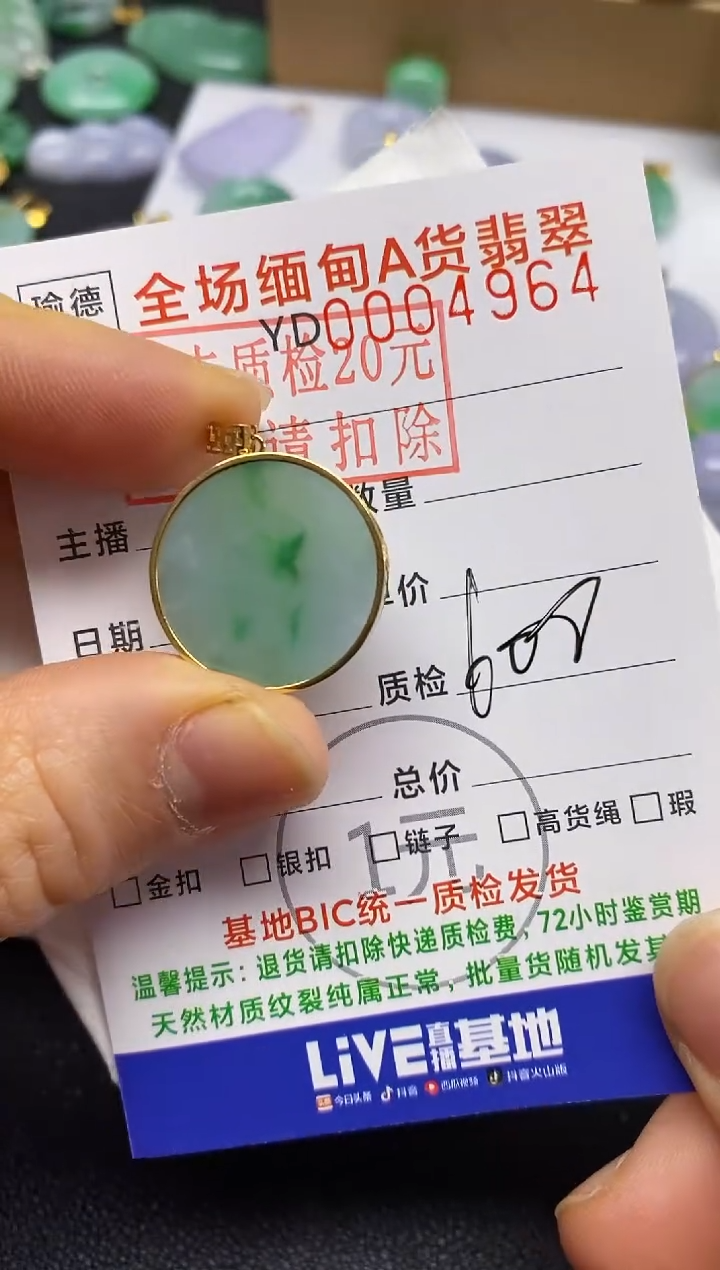 瑜德
全场缅甸A货翡翠
YD0004964
质检20元
请扣除
数量
主播
单价
日期
质检
总价
1元
金扣 银扣 链子 高货绳 瑕
基地BIC统一质检发货
温馨提示：退货请扣除快递质检费，72小时鉴赏期
天然材质纹裂纯属正常，批量货随机发其
LiVE直播基地
今日头条 抖音 西瓜视频 抖音火山版